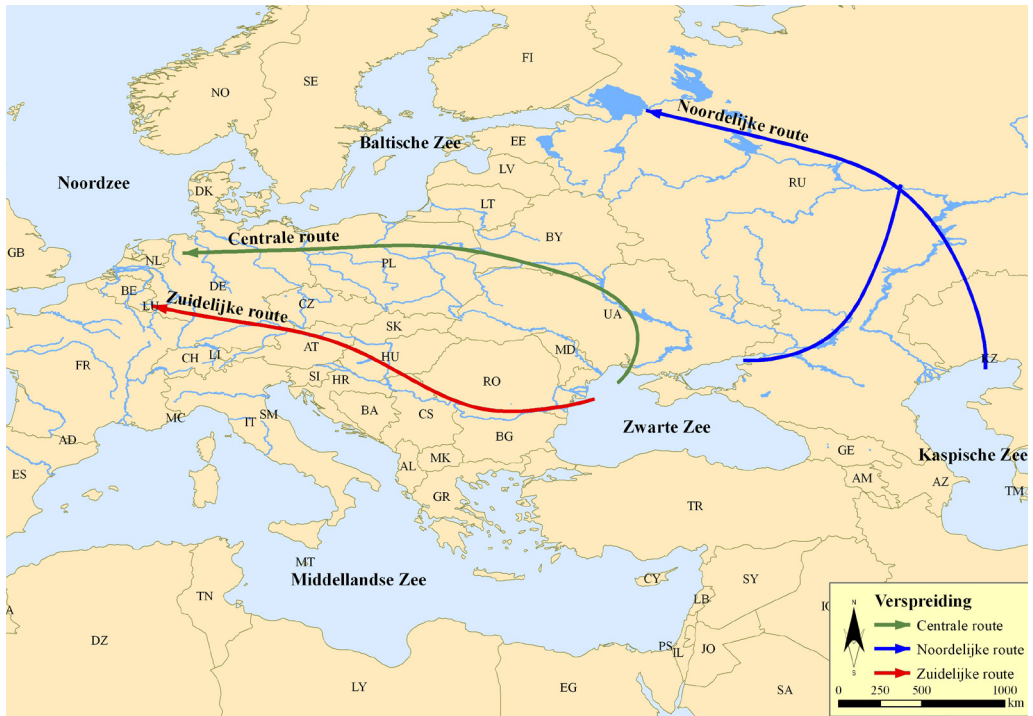 FI
NO
SE
Noordelijke route
Baltische Zee
EE
Noordzee
LV
RU
DK
LT
GB
Centrale route
BY
NL
PL
DE
BE
LU
Zuidelijke route
CZ
UA
SK
AT
MD
CH
LI
HU
KZ
FR
RO
SI
HR
BA
CS
MC
SM
IT
Zwarte Zee
BG
AD
GE
Kaspische Zee
MK
ES
AL
AM
AZ
TM
GR
TR
MT
Middellandse Zee
CY
SY
TN
LB
A
DZ
PS
IL
JO
LY
EG
SA
Verspreiding
N
S
Centrale route
Noordelijke route
Zuidelijke route
0 250 500 1000
km